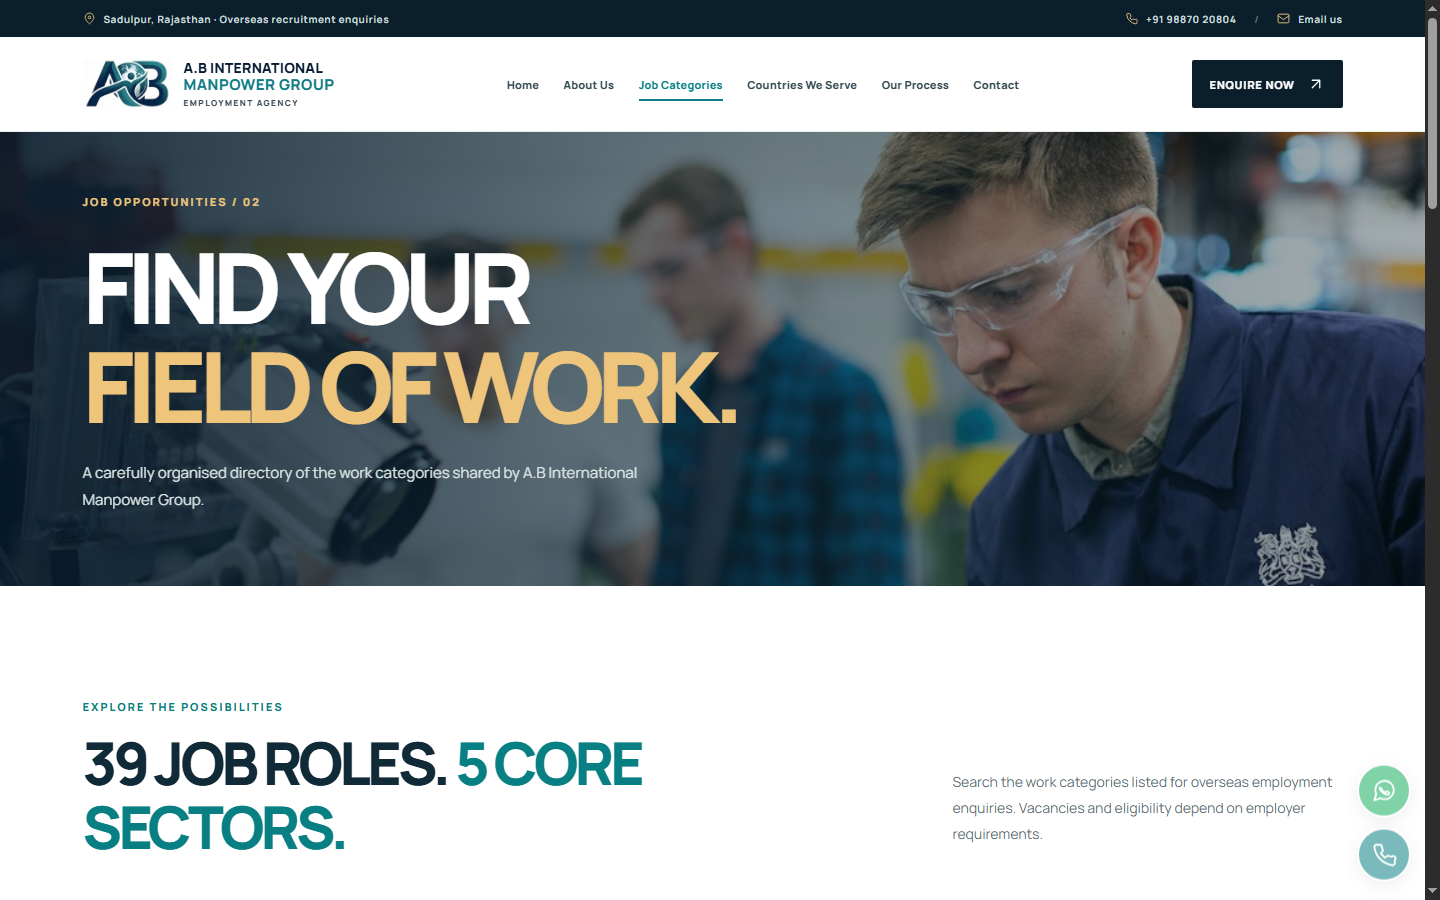 Sadulpur, Rajasthan · Overseas recruitment enquiries
+91 98870 20804 / Email us
AB
A.B INTERNATIONAL
MANPOWER GROUP
EMPLOYMENT AGENCY
Home About Us Job Categories Countries We Serve Our Process Contact
ENQUIRE NOW
JOB OPPORTUNITIES / 02
FIND YOUR
FIELD OF WORK.
A carefully organised directory of the work categories shared by A.B International
Manpower Group.
EXPLORE THE POSSIBILITIES
39 JOB ROLES. 5 CORE
SECTORS.
Search the work categories listed for overseas employment
enquiries. Vacancies and eligibility depend on employer
requirements.